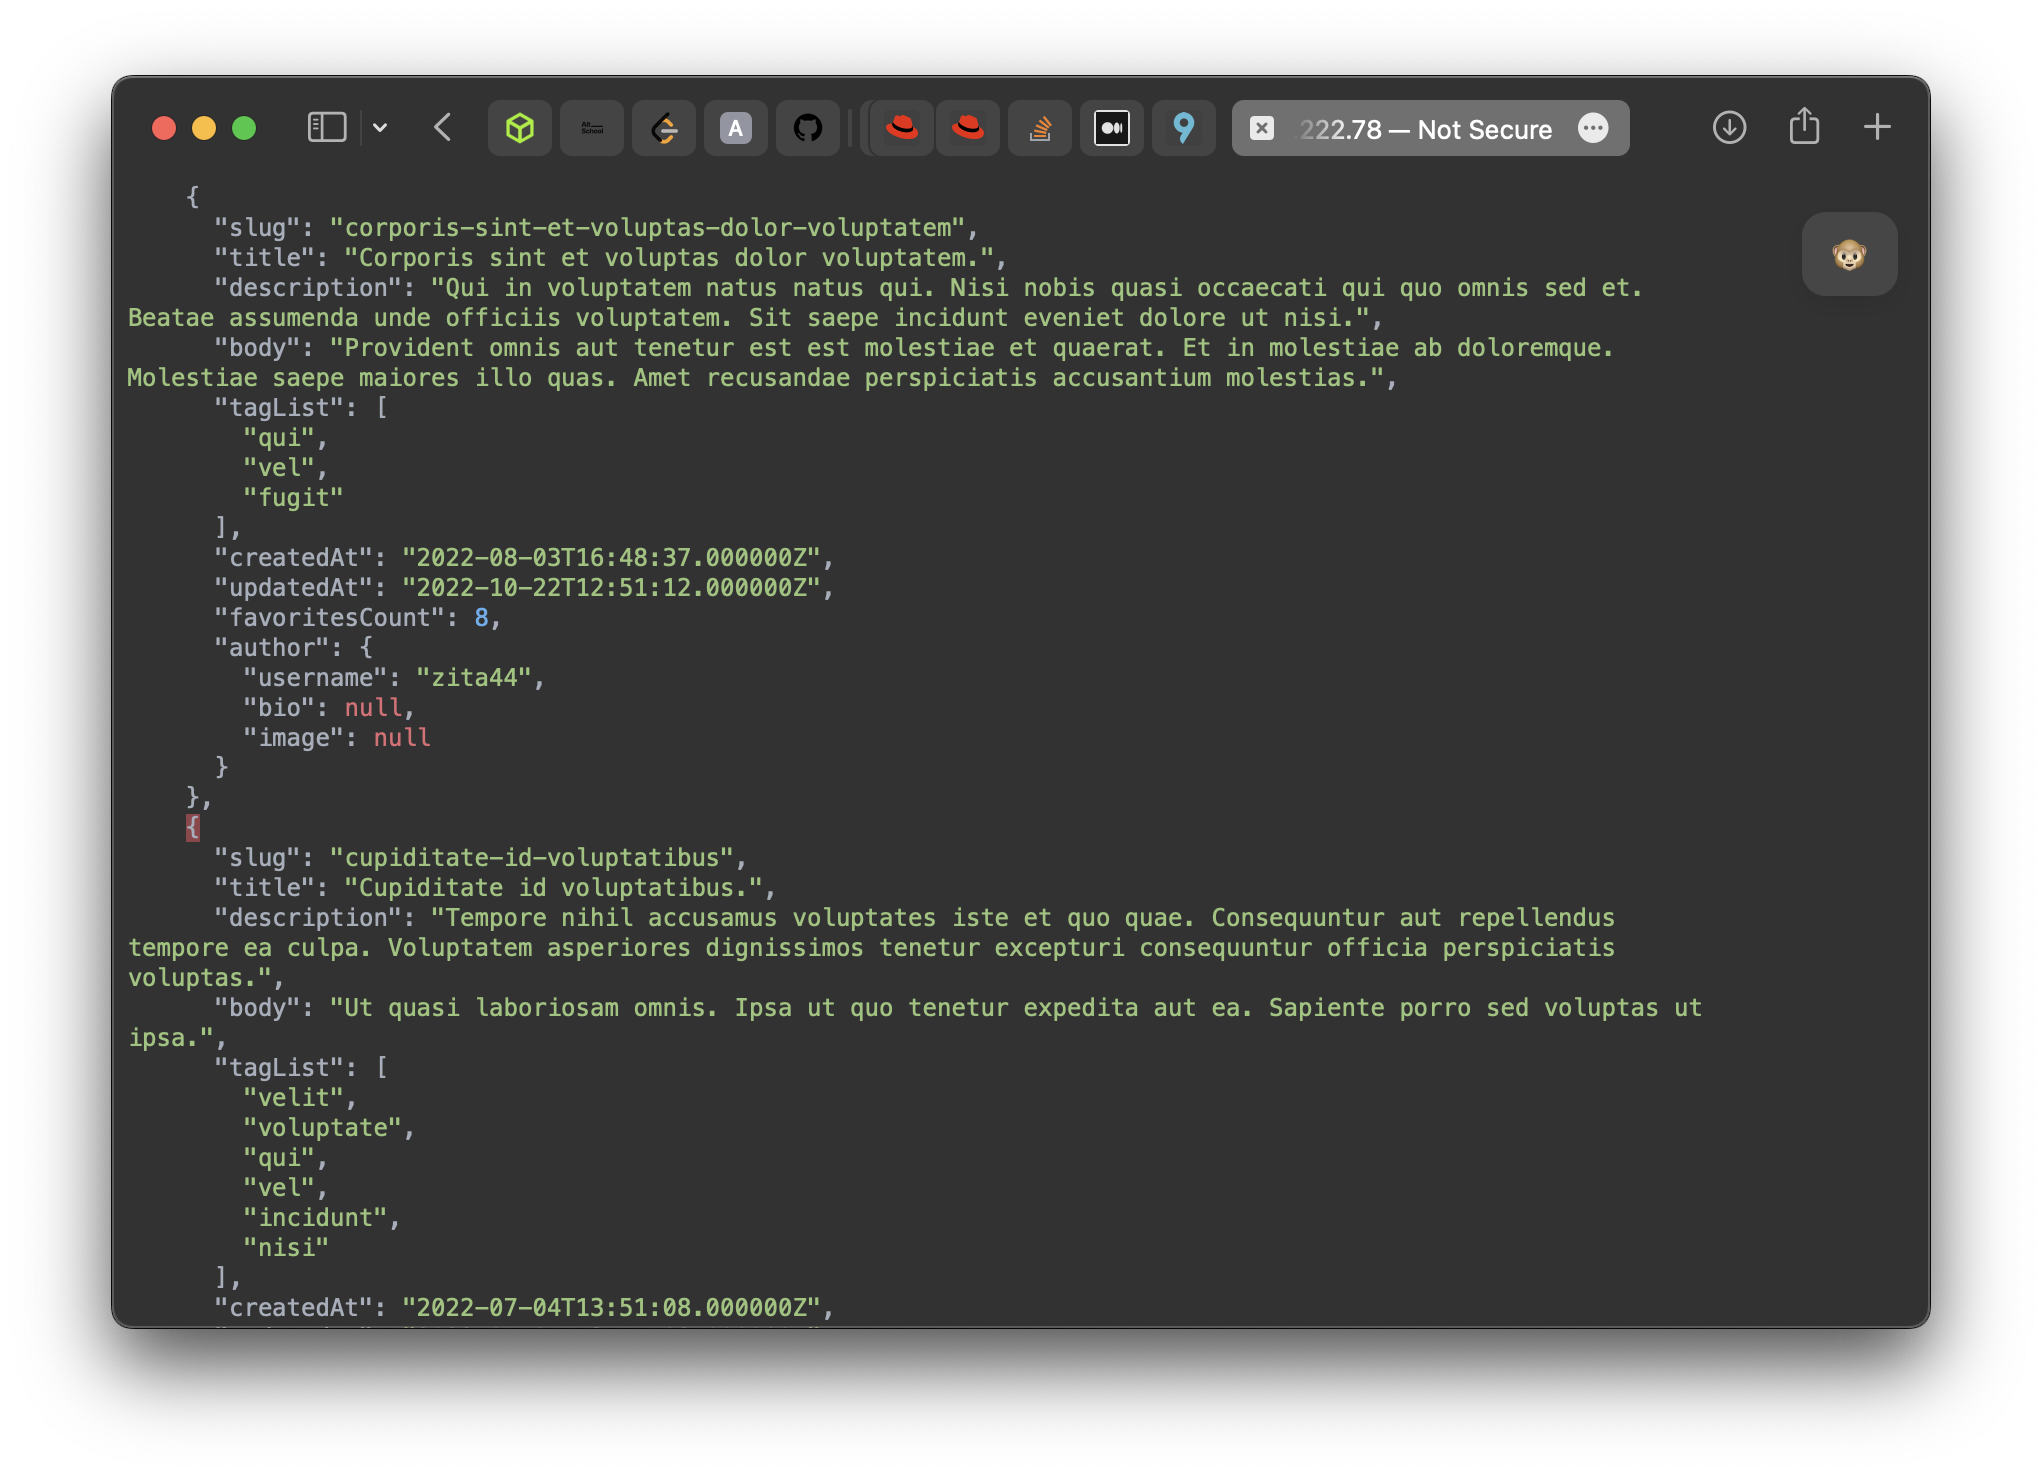 Alt School
A
.222.78 — Not Secure
{
"slug": "corporis-sint-et-voluptas-dolor-voluptatem",
"title": "Corporis sint et voluptas dolor voluptatem.",
"description": "Qui in voluptatem natus natus qui. Nisi nobis quasi occaecati qui quo omnis sed et.
Beatae assumenda unde officiis voluptatem. Sit saepe incidunt eveniet dolore ut nisi.",
"body": "Provident omnis aut tenetur est est molestiae et quaerat. Et in molestiae ab doloremque.
Molestiae saepe maiores illo quas. Amet recusandae perspiciatis accusantium molestias.",
"tagList": [
"qui",
"vel",
"fugit"
],
"createdAt": "2022-08-03T16:48:37.000000Z",
"updatedAt": "2022-10-22T12:51:12.000000Z",
"favoritesCount": 8,
"author": {
"username": "zita44",
"bio": null,
"image": null
}
},
{
"slug": "cupiditate-id-voluptatibus",
"title": "Cupiditate id voluptatibus.",
"description": "Tempore nihil accusamus voluptates iste et quo quae. Consequuntur aut repellendus
tempore ea culpa. Voluptatem asperiores dignissimos tenetur excepturi consequuntur officia perspiciatis
voluptas.",
"body": "Ut quasi laboriosam omnis. Ipsa ut quo tenetur expedita aut ea. Sapiente porro sed voluptas ut
ipsa.",
"tagList": [
"velit",
"voluptate",
"qui",
"vel",
"incidunt",
"nisi"
],
"createdAt": "2022-07-04T13:51:08.000000Z",